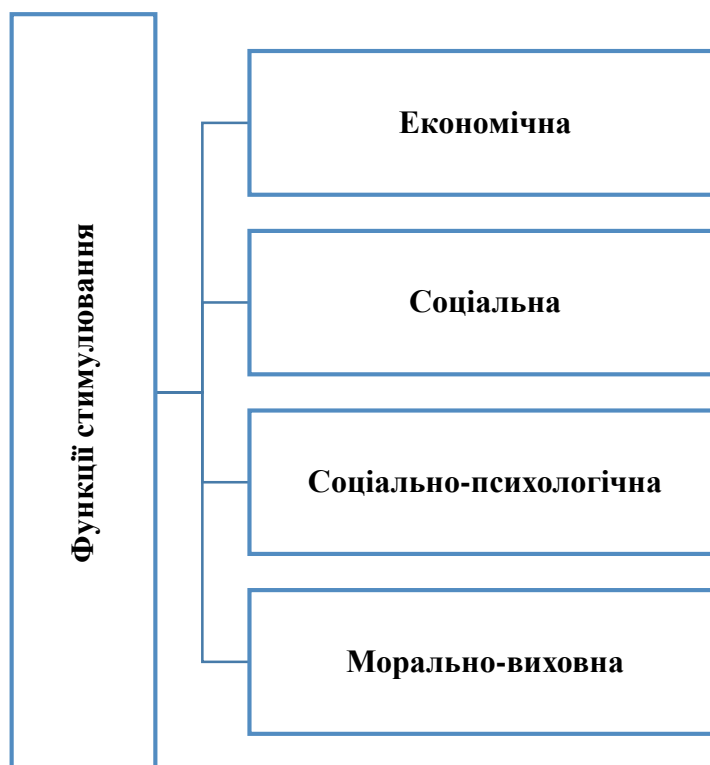 Функції стимулювання
Економічна
Соціальна
Соціально-психологічна
Морально-виховна